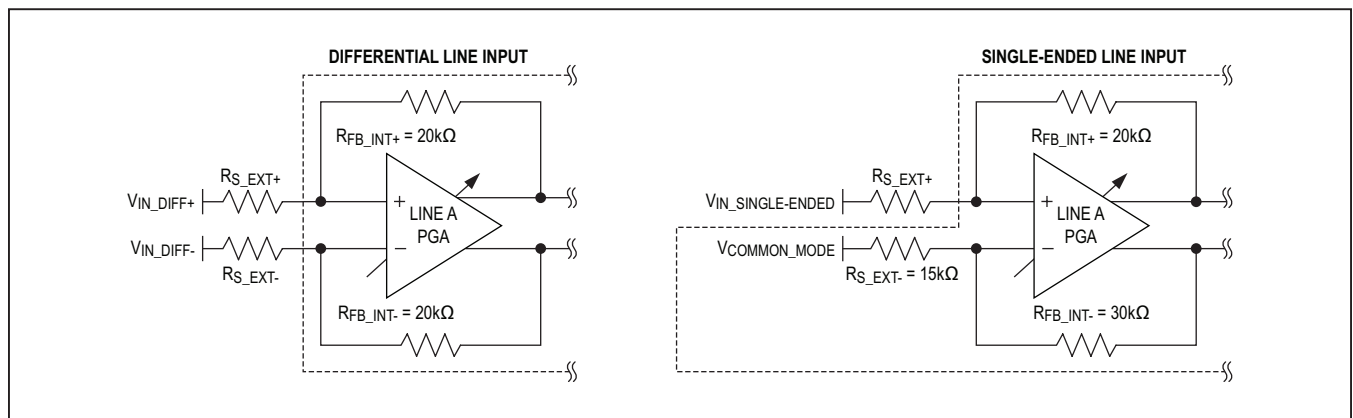 DIFFERENTIAL LINE INPUT
RFB_INT+ = 20kΩ
RS_EXT+
VIN_DIFF+
+
LINE A
PGA
VIN_DIFF-
−
RS_EXT-
RFB_INT- = 20kΩ
SINGLE-ENDED LINE INPUT
RFB_INT+ = 20kΩ
RS_EXT+
VIN_SINGLE-ENDED
+
LINE A
PGA
VCOMMON_MODE
−
RS_EXT- = 15kΩ
RFB_INT- = 30kΩ